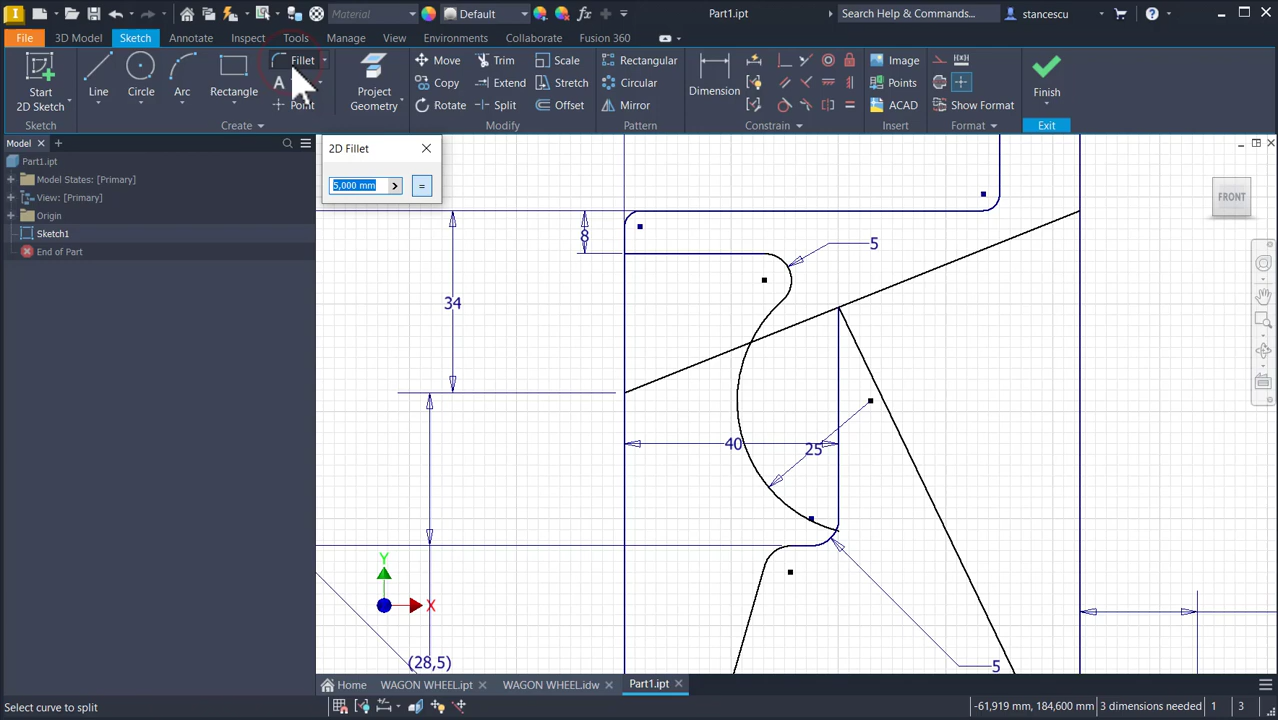 Material
Default
Part1.ipt
Search Help & Commands...
stancescu
File 3D Model Sketch Annotate Inspect Tools Manage View Environments Collaborate Fusion 360
Start
2D Sketch
Line Circle Arc Rectangle
Fillet
A
Point
Project
Geometry
Move Trim Scale
Copy Extend Stretch
Rotate Split Offset
Rectangular
Circular
Mirror
Dimension
Image
Points
ACAD
Show Format
Finish
Sketch Create Modify Pattern Constrain Insert Format Exit
Model
Part1.ipt
Model States: [Primary]
View: [Primary]
Origin
Sketch1
End of Part
2D Fillet
5,000 mm
=
FRONT
8
5
34
40
25
Y
X
(28,5)
5
Home WAGON WHEEL.ipt WAGON WHEEL.idw Part1.ipt
Select curve to split
-61,919 mm, 184,600 mm 3 dimensions needed 1 3